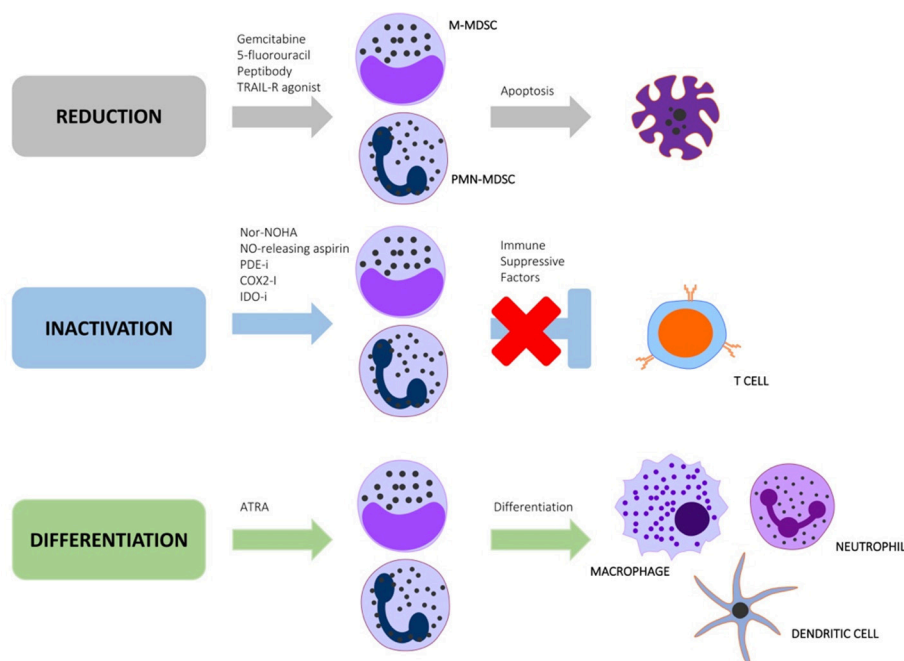 REDUCTION
Gemcitabine
5-fluorouracil
Peptibody
TRAIL-R agonist
M-MDSC
PMN-MDSC
Apoptosis
INACTIVATION
Nor-NOHA
NO-releasing aspirin
PDE-i
COX2-I
IDO-i
Immune
Suppressive
Factors
T CELL
DIFFERENTIATION
ATRA
Differentiation
MACROPHAGE
NEUTROPHIL
DENDRITIC CELL